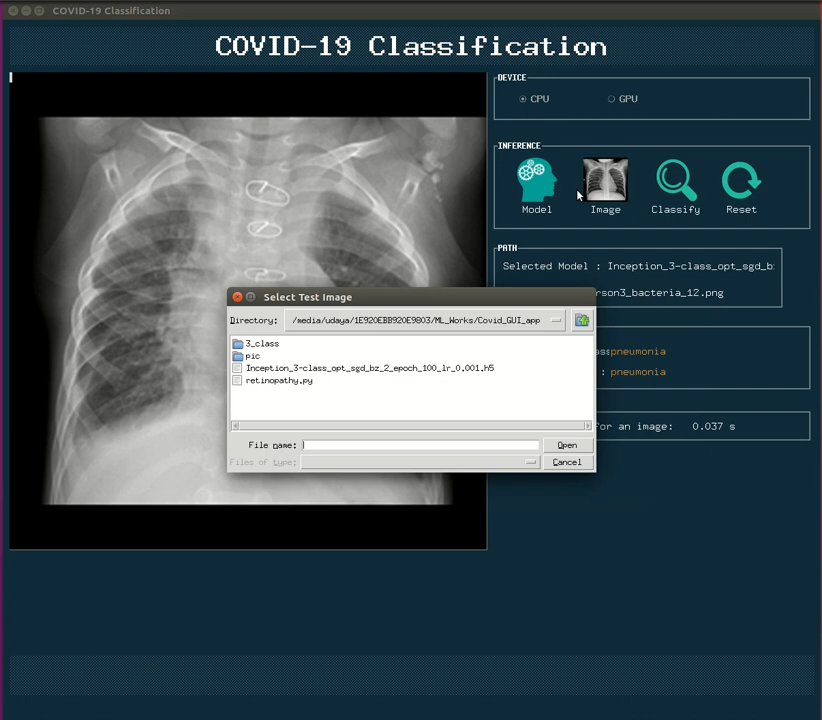 COVID-19 Classification
COVID-19 Classification
DEVICE
CPU
GPU
INFERENCE
Model
Image
Classify
Reset
PATH
Selected Model : Inception_3-class_opt_sgd_b
rson3_bacteria_12.png
pneumonia
: pneumonia
for an image: 0.037 s
Select Test Image
Directory: /media/udaya/1E920EBB920E9803/ML_Works/Covid_GUI_app
3_class
pic
Inception_3-class_opt_sgd_bz_2_epoch_100_lr_0.001.h5
retinopathy.py
File name:
Open
Files of type:
Cancel